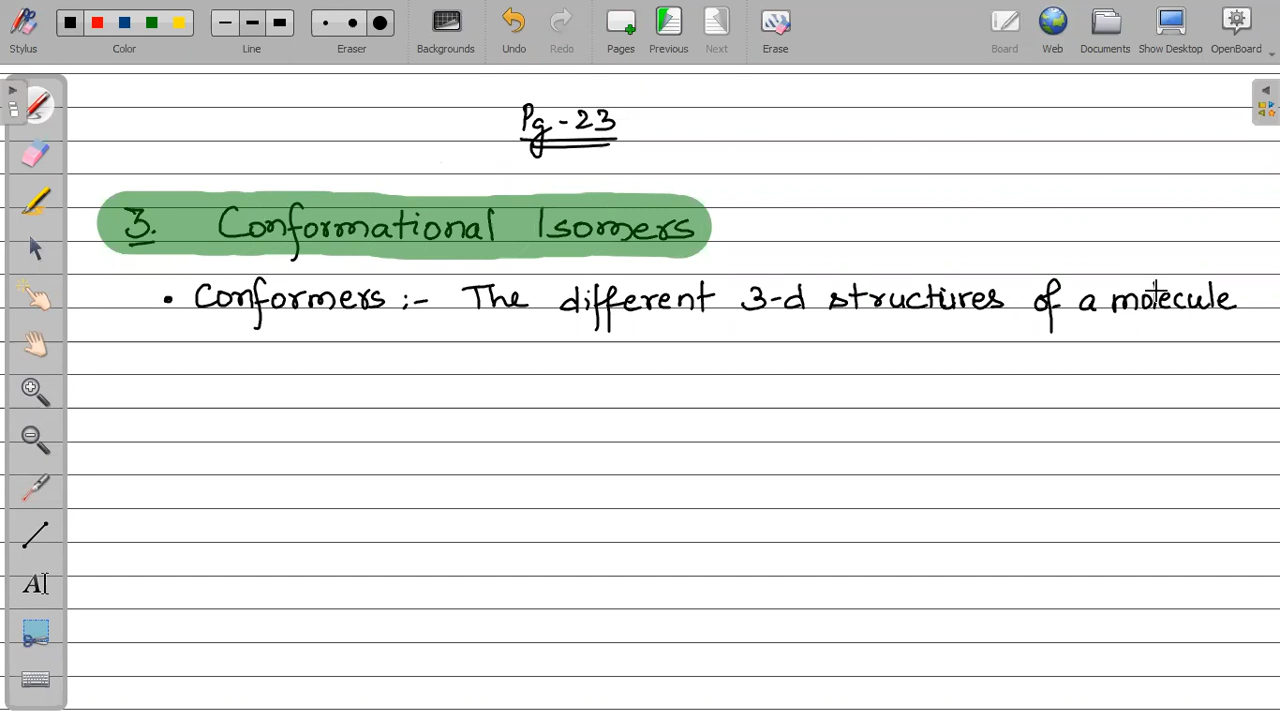 Stylus Color Line Eraser Backgrounds Undo Redo Pages Previous Next Erase Board Web Documents Show Desktop OpenBoard
Pg - 23
3. Conformational Isomers
• Conformers :- The different 3-d structures of a molecule
A